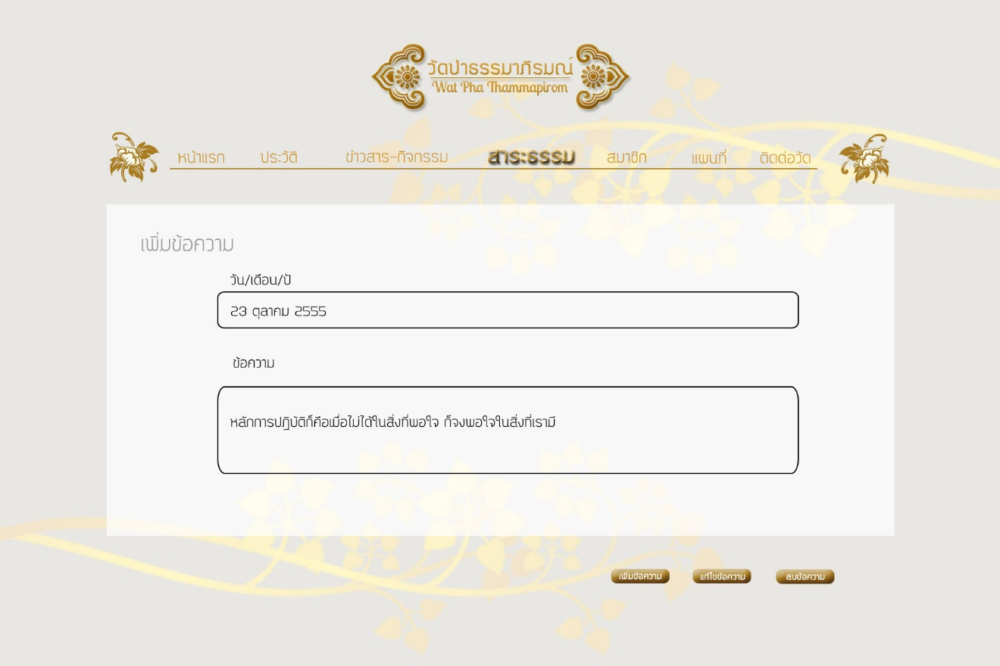 วัดป่าธรรมาภิรมณ์
Wat Pha Thammapirom
หน้าแรก ประวัติ ข่าวสาร-กิจกรรม สาระธรรม สมาชิก แผนที่ ติดต่อวัด
เพิ่มข้อความ
วัน/เดือน/ปี
23 ตุลาคม 2555
ข้อความ
หลักการปฏิบัติก็คือเมื่อไม่ได้ในสิ่งที่พอใจ ก็จงพอใจในสิ่งที่เรามี
เพิ่มข้อความ แก้ไขข้อความ ลบข้อความ